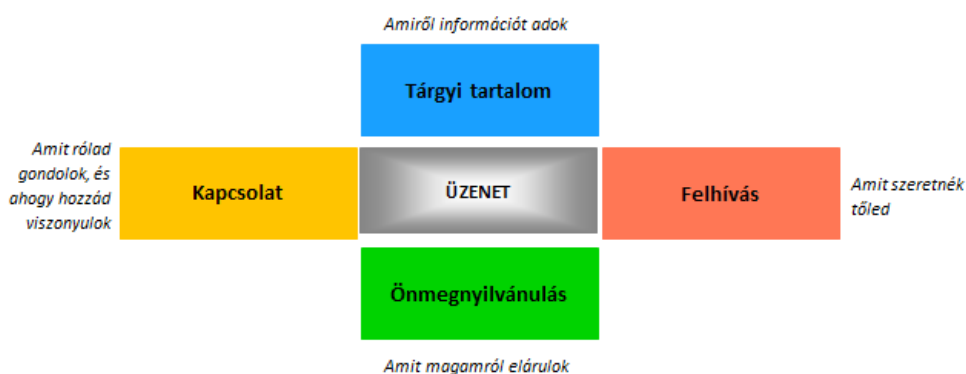 Amiről információt adok
Tárgyi tartalom
Amit rólad
gondolok, és
ahogy hozzád
viszonyulok
Kapcsolat
ÜZENET
Felhívás
Amit szeretnék
tőled
Önmegnyilvánulás
Amit magamról elárulok